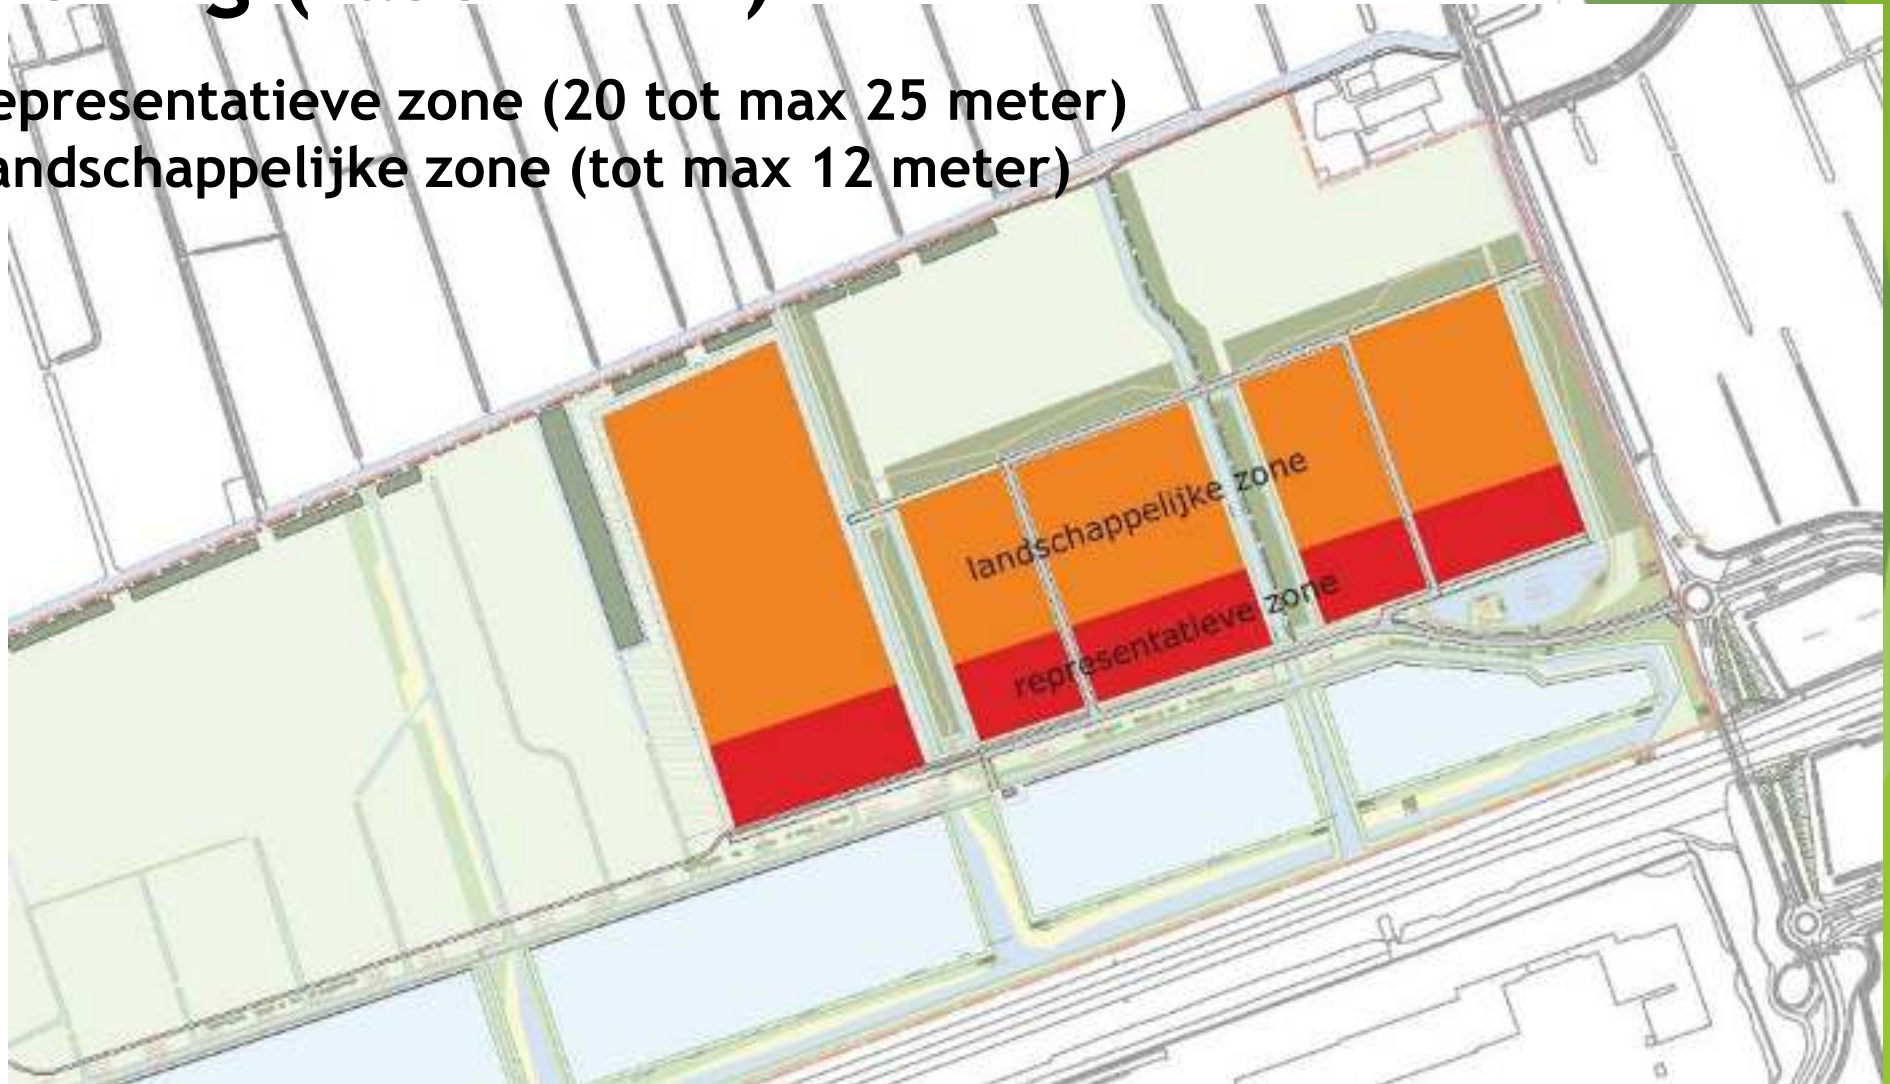 epresentatieve zone (20 tot max 25 meter)
andschappelijke zone (tot max 12 meter)
landschappelijke zone
representatieve zone